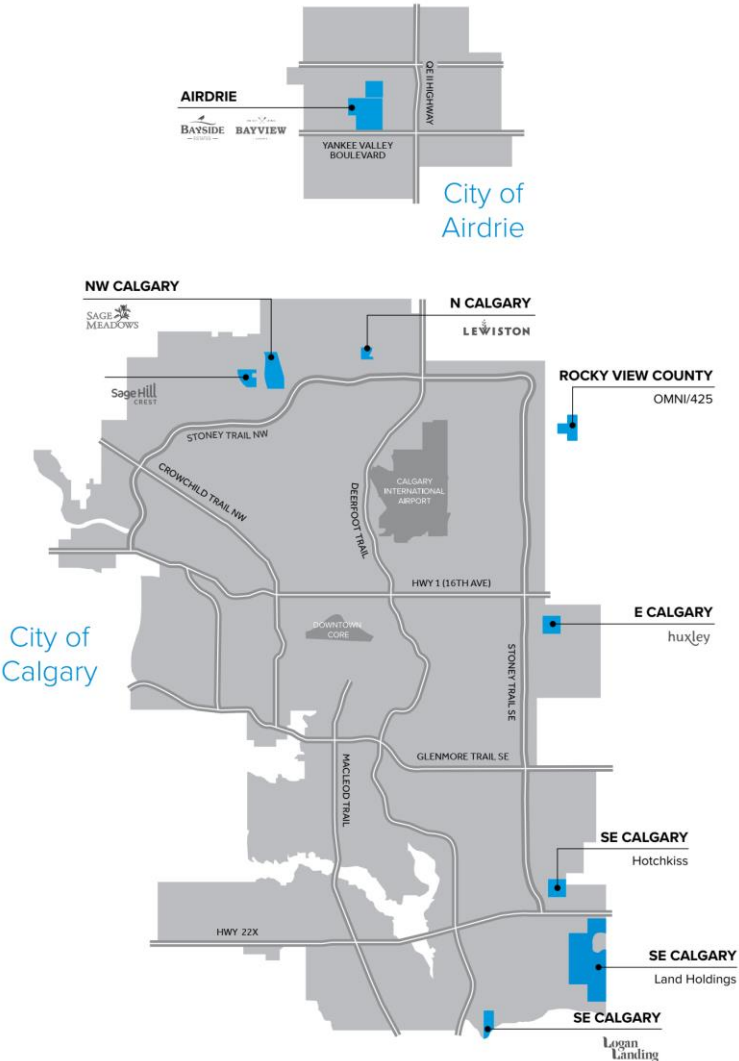 AIRDRIE
BAYSIDE
BAYVIEW
QE II HIGHWAY
YANKEE VALLEY
BOULEVARD
City of
Airdrie
NW CALGARY
SAGE
MEADOWS
N CALGARY
LEWISTON
SageHill
CREST
ROCKY VIEW COUNTY
OMNI/425
STONEY TRAIL NW
CROWCHILD TRAIL NW
DEERFOOT TRAIL
CALGARY
INTERNATIONAL
AIRPORT
HWY 1 (16TH AVE)
DOWNTOWN
CORE
E CALGARY
huxley
City of
Calgary
STONEY TRAIL SE
MACLEOD TRAIL
GLENMORE TRAIL SE
SE CALGARY
Hotchkiss
HWY 22X
SE CALGARY
Land Holdings
SE CALGARY
Logan
Landing